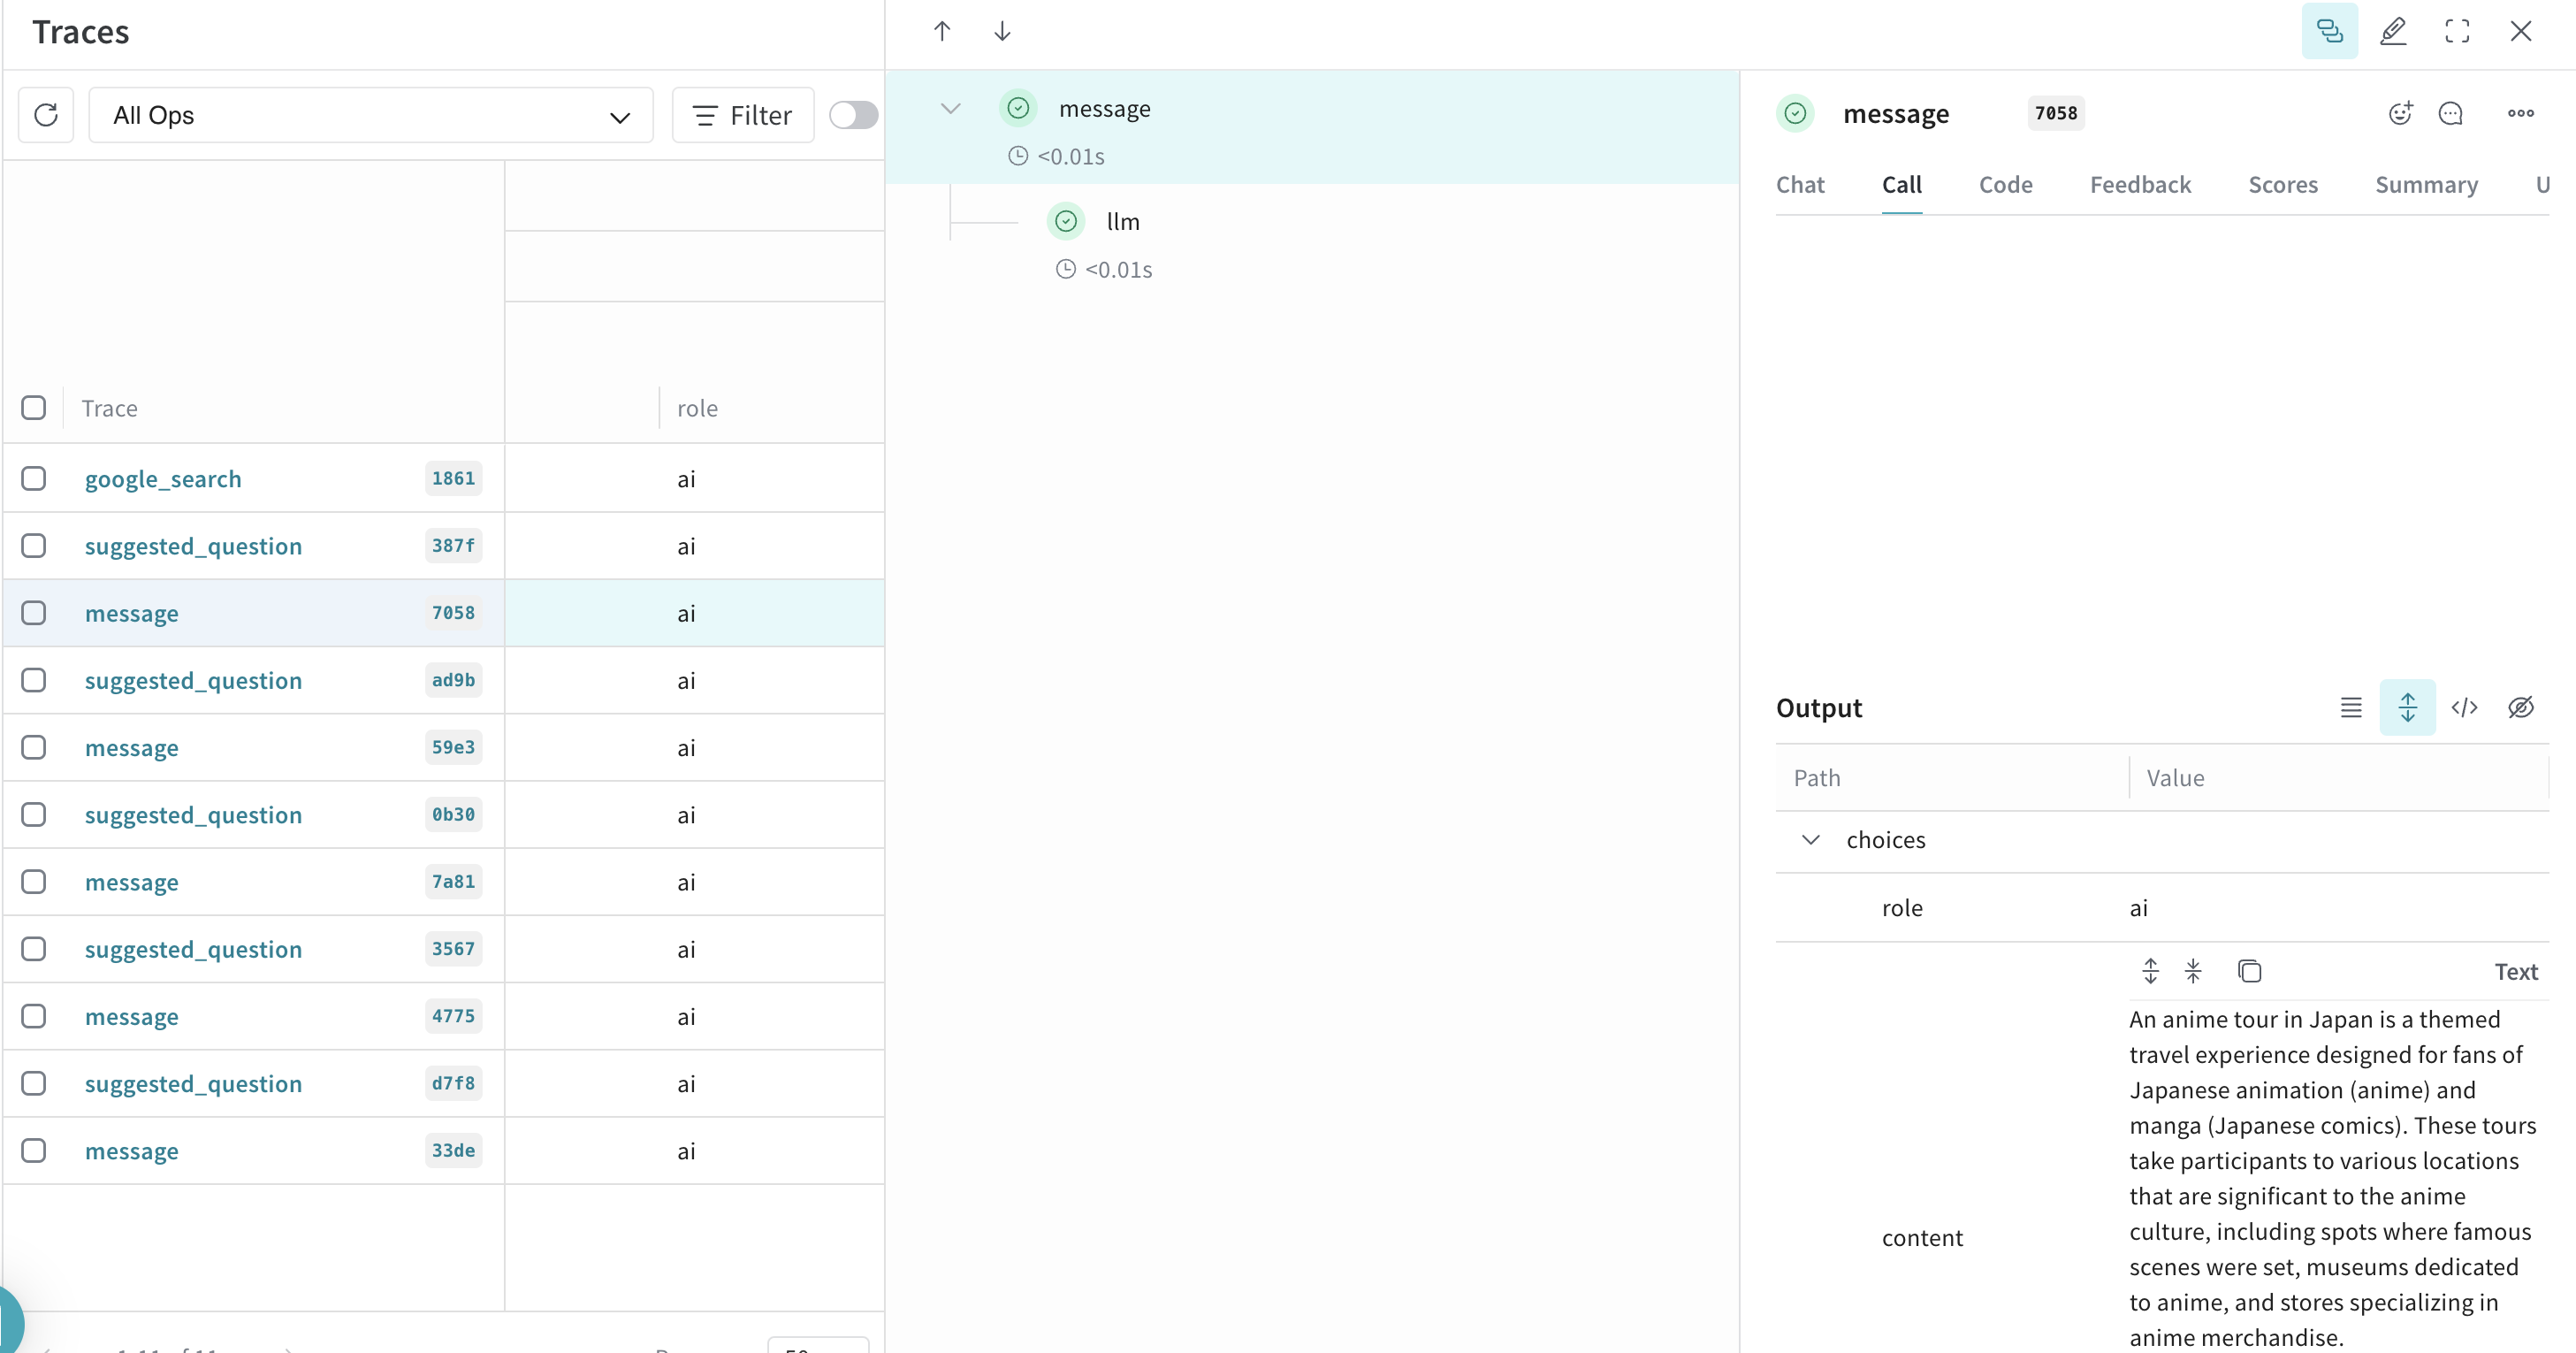 Traces
All Ops
Filter
Trace
role
google_search 1861 ai
suggested_question 387f ai
message 7058 ai
suggested_question ad9b ai
message 59e3 ai
suggested_question 0b30 ai
message 7a81 ai
suggested_question 3567 ai
message 4775 ai
suggested_question d7f8 ai
message 33de ai
message
<0.01s
llm
<0.01s
message 7058
Chat Call Code Feedback Scores Summary U
Output
Path Value
choices
role ai
Text
content
An anime tour in Japan is a themed
travel experience designed for fans of
Japanese animation (anime) and
manga (Japanese comics). These tours
take participants to various locations
that are significant to the anime
culture, including spots where famous
scenes were set, museums dedicated
to anime, and stores specializing in
anime merchandise.